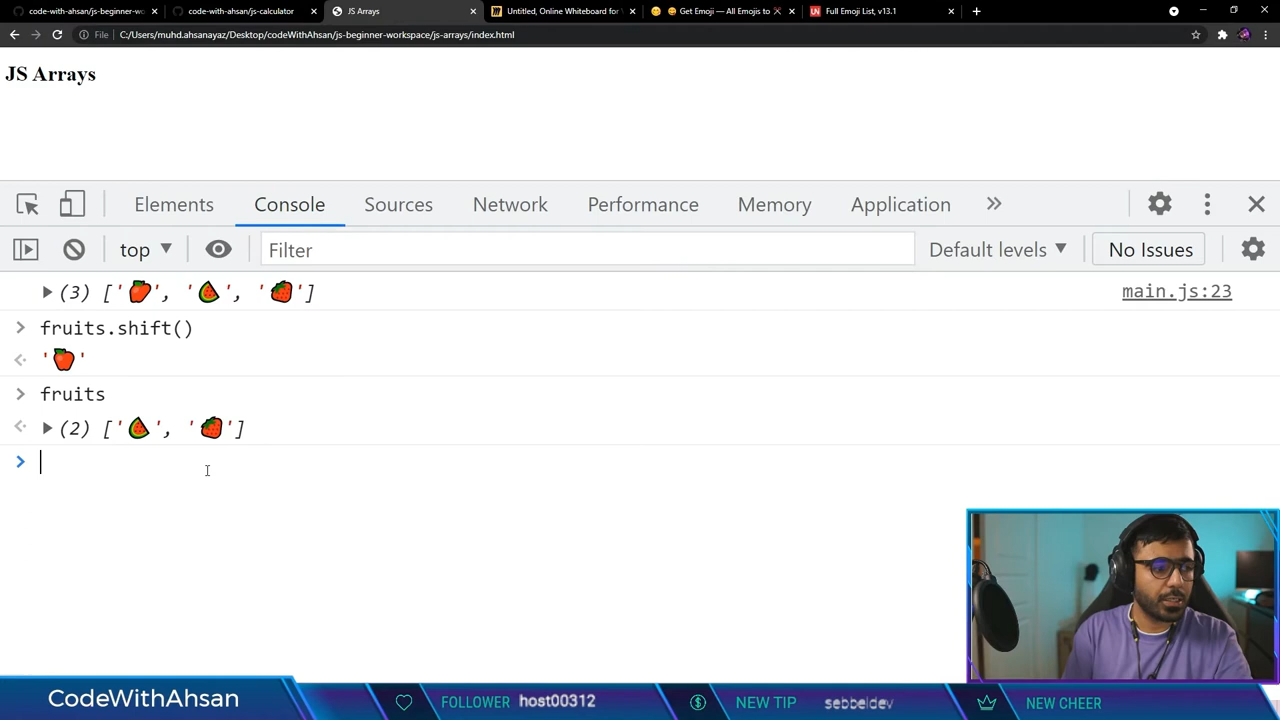 code-with-ahsan/js-beginner-wo
code-with-ahsan/js-calculator
JS Arrays
Untitled, Online Whiteboard for
Get Emoji — All Emojis to
Full Emoji List, v13.1
File
C:/Users/muhd.ahsanayaz/Desktop/codeWithAhsan/js-beginner-workspace/js-arrays/index.html
JS Arrays
Elements
Console
Sources
Network
Performance
Memory
Application
top
Filter
Default levels
No Issues
(3) ['🍎', '🍉', '🍓']
main.js:23
fruits.shift()
'🍎'
fruits
(2) ['🍉', '🍓']
CodeWithAhsan
FOLLOWER host00312
NEW TIP sebbeldev
NEW CHEER